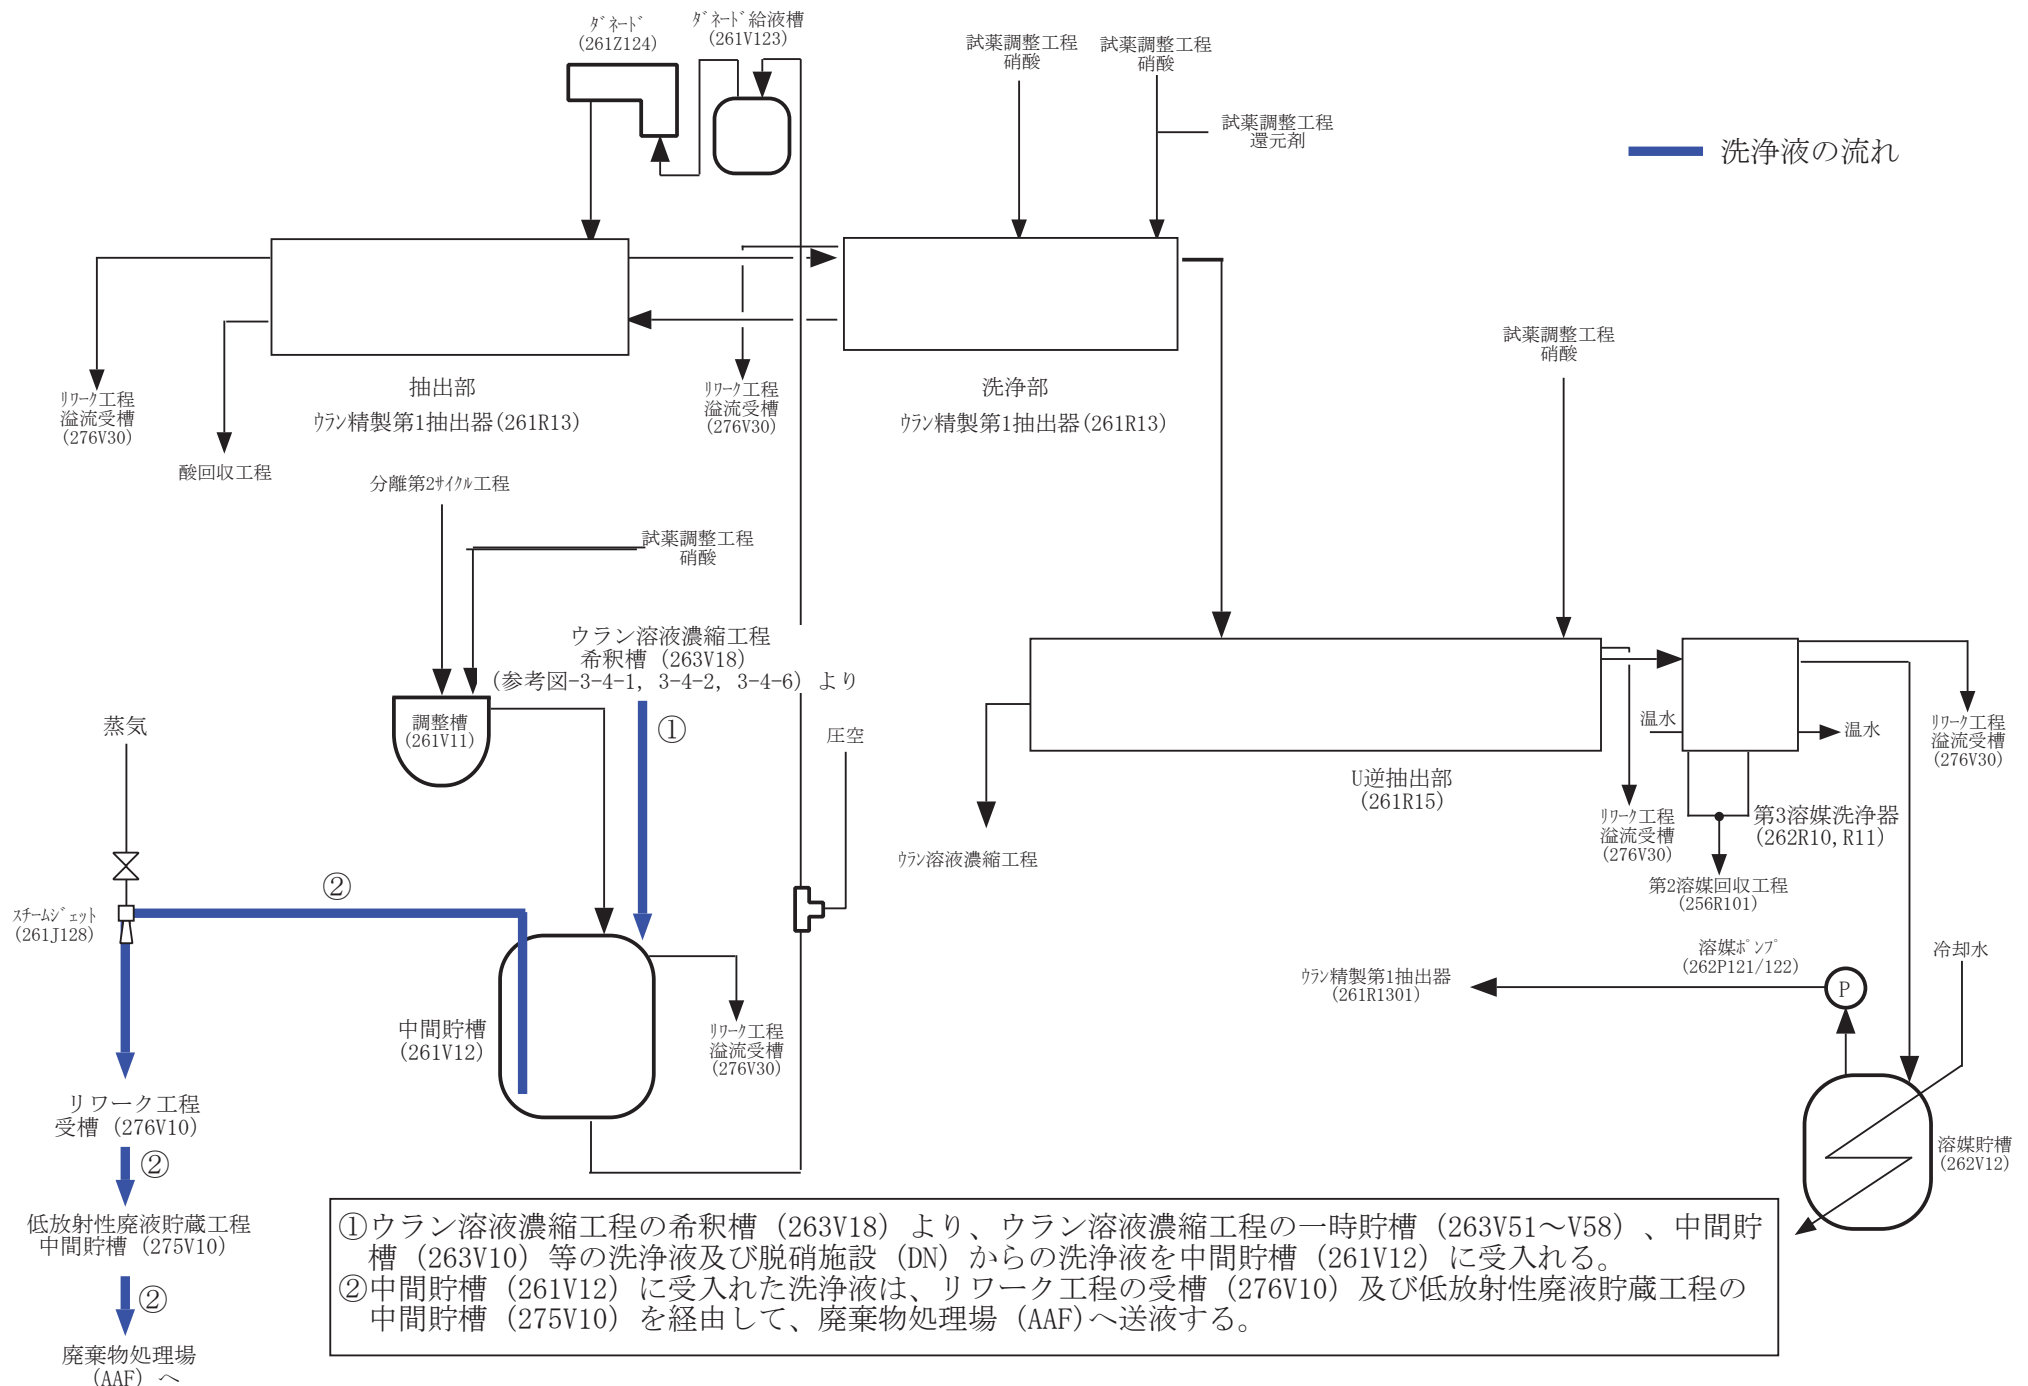 ﾀﾞﾈｰﾄﾞ
(261Z124)
ﾀﾞﾈｰﾄﾞ給液槽
(261V123)
試薬調整工程
硝酸
試薬調整工程
硝酸
試薬調整工程
還元剤
洗浄液の流れ
抽出部
ｳﾗﾝ精製第1抽出器(261R13)
洗浄部
ｳﾗﾝ精製第1抽出器(261R13)
ﾘﾜｰｸ工程
溢流受槽
(276V30)
酸回収工程
ﾘﾜｰｸ工程
溢流受槽
(276V30)
分離第2ｻｲｸﾙ工程
試薬調整工程
硝酸
試薬調整工程
硝酸
ウラン溶液濃縮工程
希釈槽（263V18）
（参考図-3-4-1, 3-4-2, 3-4-6）より
①
調整槽
(261V11)
蒸気
圧空
U逆抽出部
(261R15)
ｳﾗﾝ溶液濃縮工程
温水
温水
ﾘﾜｰｸ工程
溢流受槽
(276V30)
ﾘﾜｰｸ工程
溢流受槽
(276V30)
第3溶媒洗浄器
(262R10,R11)
第2溶媒回収工程
(256R101)
②
ｽﾁｰﾑｼﾞｪｯﾄ
(261J128)
溶媒ﾎﾟﾝﾌﾟ
(262P121/122)
冷却水
ｳﾗﾝ精製第1抽出器
(261R1301)
P
中間貯槽
(261V12)
ﾘﾜｰｸ工程
溢流受槽
(276V30)
リワーク工程
受槽（276V10）
②
溶媒貯槽
(262V12)
低放射性廃液貯蔵工程
中間貯槽（275V10）
②
廃棄物処理場
（AAF）へ
①ウラン溶液濃縮工程の希釈槽（263V18）より、ウラン溶液濃縮工程の一時貯槽（263V51～V58）、中間貯
槽（263V10）等の洗浄液及び脱硝施設（DN）からの洗浄液を中間貯槽（261V12）に受入れる。
②中間貯槽（261V12）に受入れた洗浄液は、リワーク工程の受槽（276V10）及び低放射性廃液貯蔵工程の
中間貯槽（275V10）を経由して、廃棄物処理場（AAF)へ送液する。